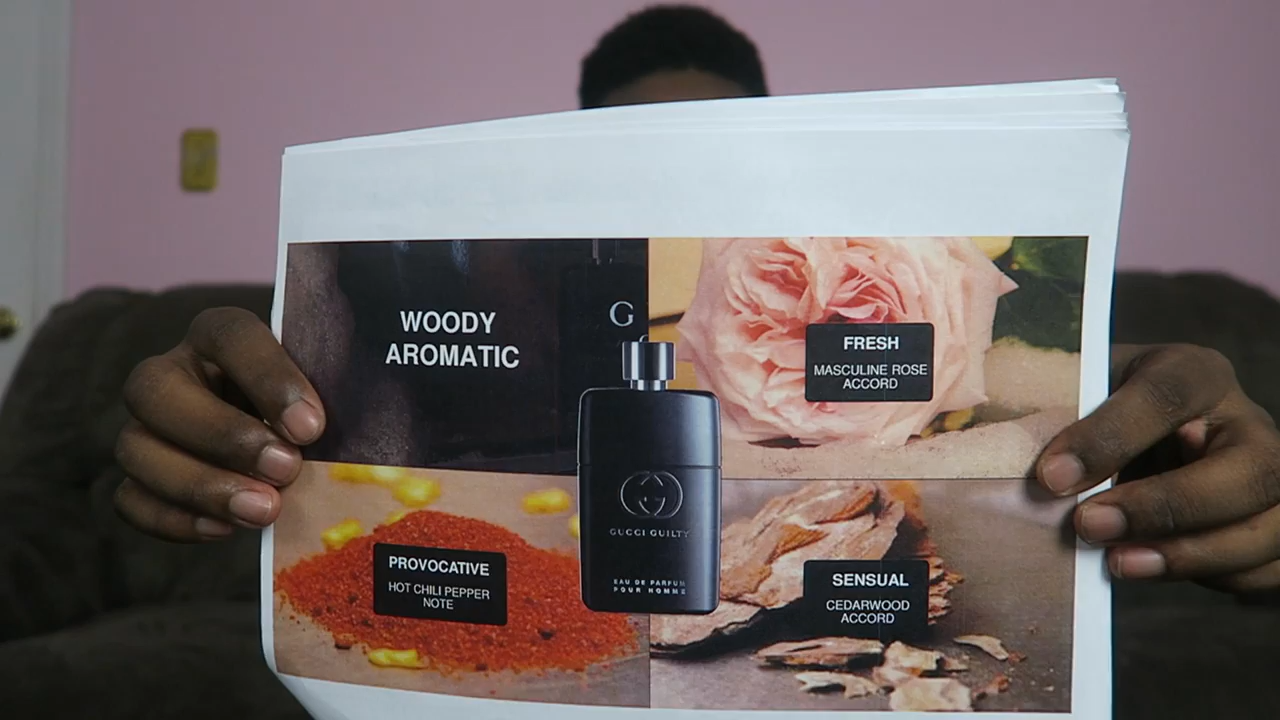 WOODY
AROMATIC
G
FRESH
MASCULINE ROSE
ACCORD
PROVOCATIVE
HOT CHILI PEPPER
NOTE
GUCCI GUILTY
EAU DE PARFUM
POUR HOMME
SENSUAL
CEDARWOOD
ACCORD